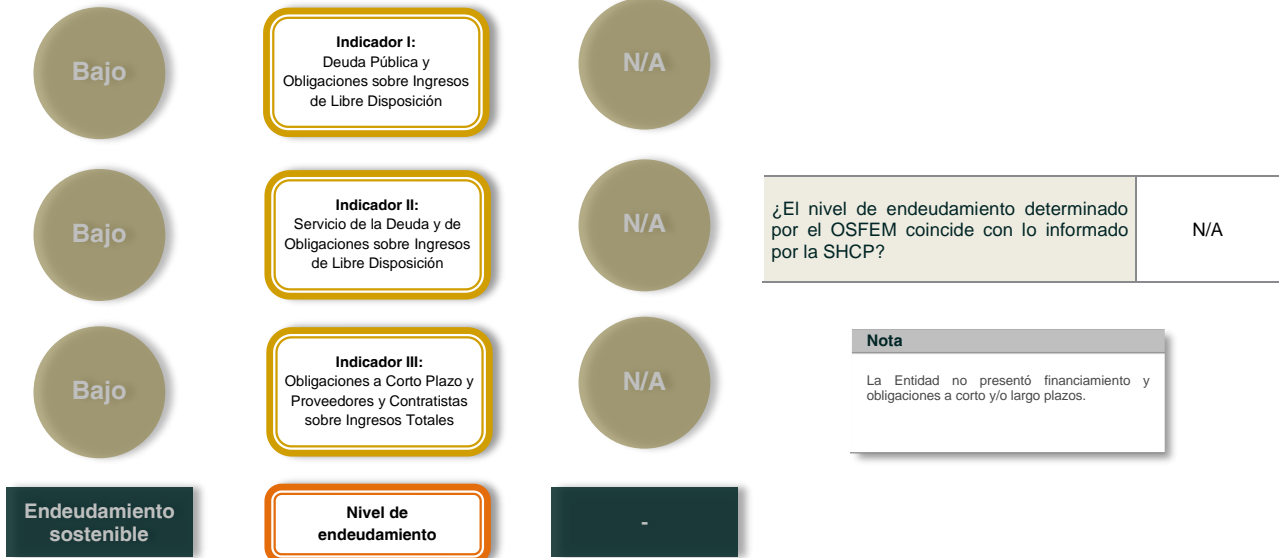 Bajo
Indicador I:
Deuda Pública y
Obligaciones sobre Ingresos
de Libre Disposición
N/A
Bajo
Indicador II:
Servicio de la Deuda y de
Obligaciones sobre Ingresos
de Libre Disposición
N/A
¿El nivel de endeudamiento determinado
por el OSFEM coincide con lo informado
por la SHCP?
N/A
Bajo
Indicador III:
Obligaciones a Corto Plazo y
Proveedores y Contratistas
sobre Ingresos Totales
N/A
Nota
La Entidad no presentó financiamiento y
obligaciones a corto y/o largo plazos.
Endeudamiento
sostenible
Nivel de
endeudamiento
-